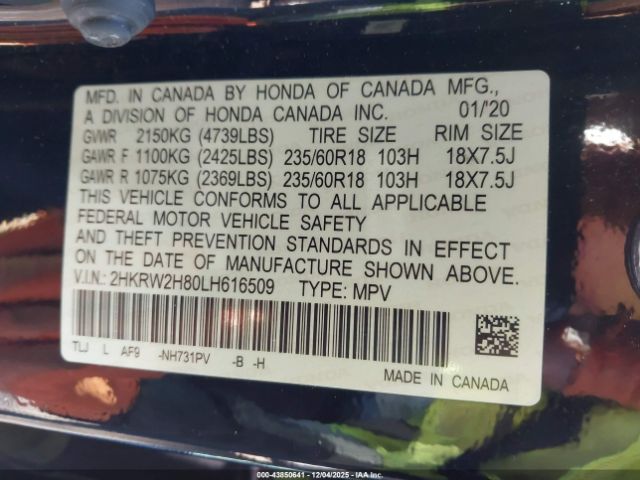 MFD. IN CANADA BY HONDA OF CANADA MFG.,
A DIVISION OF HONDA CANADA INC. 01/'20
GVWR 2150KG (4739LBS) TIRE SIZE RIM SIZE
GAWR F 1100KG (2425LBS) 235/60R18 103H 18X7.5J
GAWR R 1075KG (2369LBS) 235/60R18 103H 18X7.5J
THIS VEHICLE CONFORMS TO ALL APPLICABLE
FEDERAL MOTOR VEHICLE SAFETY
AND THEFT PREVENTION STANDARDS IN EFFECT
ON THE DATE OF MANUFACTURE SHOWN ABOVE.
V.I.N.: 2HKRW2H80LH616509 TYPE: MPV
TLJ L AF9 -NH731PV -B -H
MADE IN CANADA
000-43850641 - 12/04/2025 - IAA.com